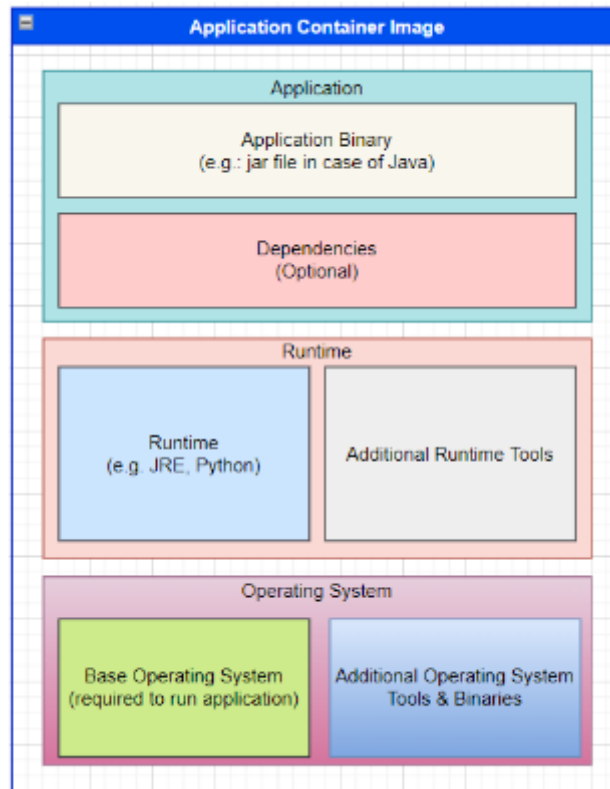 Application Container Image
Application
Application Binary
(e.g.: jar file in case of Java)
Dependencies
(Optional)
Runtime
Runtime
(e.g. JRE, Python)
Additional Runtime Tools
Operating System
Base Operating System
(required to run application)
Additional Operating System
Tools & Binaries